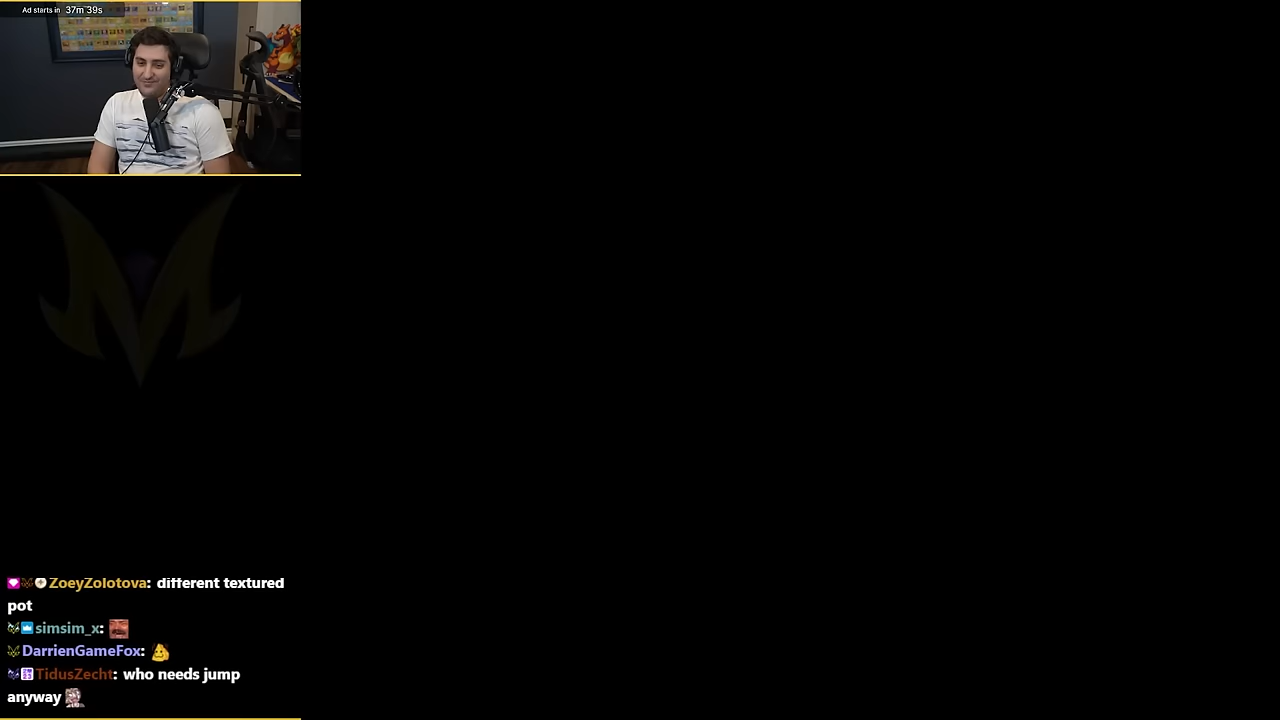 Ad starts in 37m 39s
ZoeyZolotova: different textured
pot
simsim_x:
DarrienGameFox:
TidusZecht: who needs jump
anyway